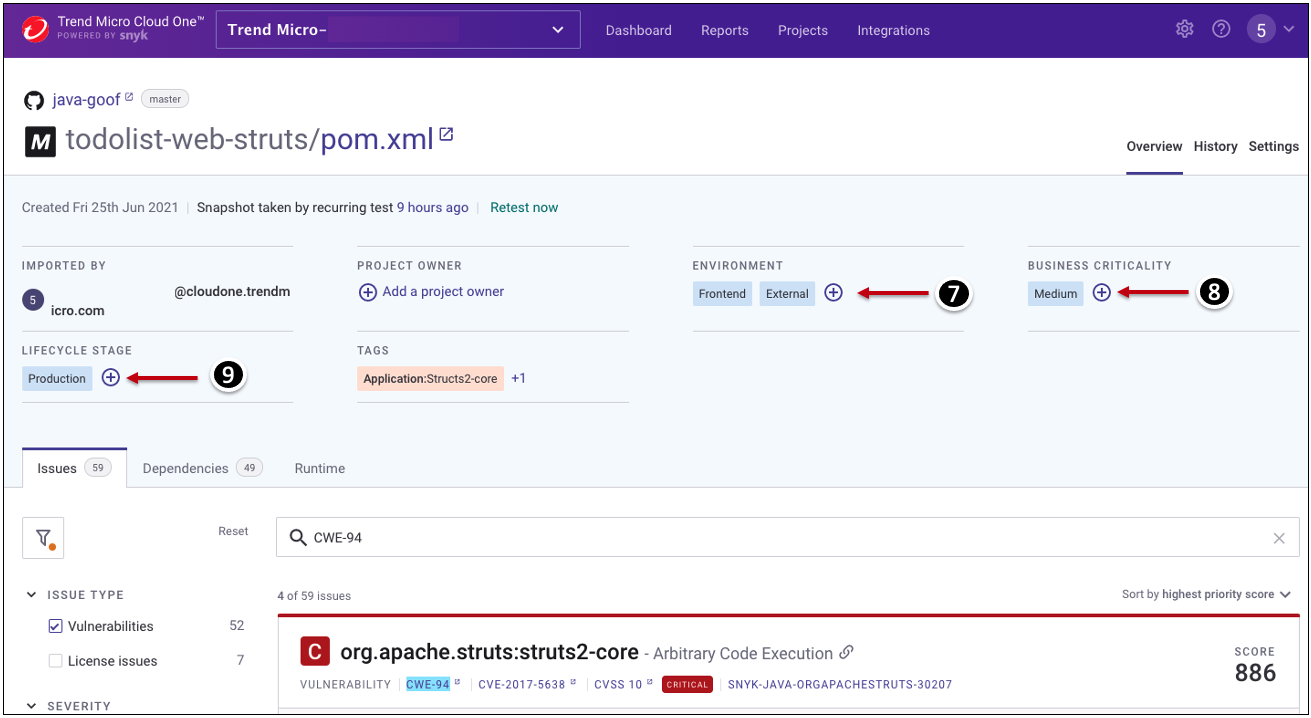 Trend Micro Cloud One™
POWERED BY snyk
Trend Micro-
Dashboard
Reports
Projects
Integrations
5
java-goof
master
M
todolist-web-struts/pom.xml
Overview
History
Settings
Created Fri 25th Jun 2021 | Snapshot taken by recurring test 9 hours ago | Retest now
IMPORTED BY
5
@cloudone.trendm
icro.com
PROJECT OWNER
Add a project owner
ENVIRONMENT
Frontend
External
7
BUSINESS CRITICALITY
Medium
8
LIFECYCLE STAGE
Production
9
TAGS
Application:Structs2-core
+1
Issues 59
Dependencies 49
Runtime
Reset
CWE-94
ISSUE TYPE
Vulnerabilities 52
License issues 7
SEVERITY
4 of 59 issues
Sort by highest priority score
C
org.apache.struts:struts2-core - Arbitrary Code Execution
VULNERABILITY | CWE-94 | CVE-2017-5638 | CVSS 10 CRITICAL | SNYK-JAVA-ORGAPACHESTRUTS-30207
SCORE
886